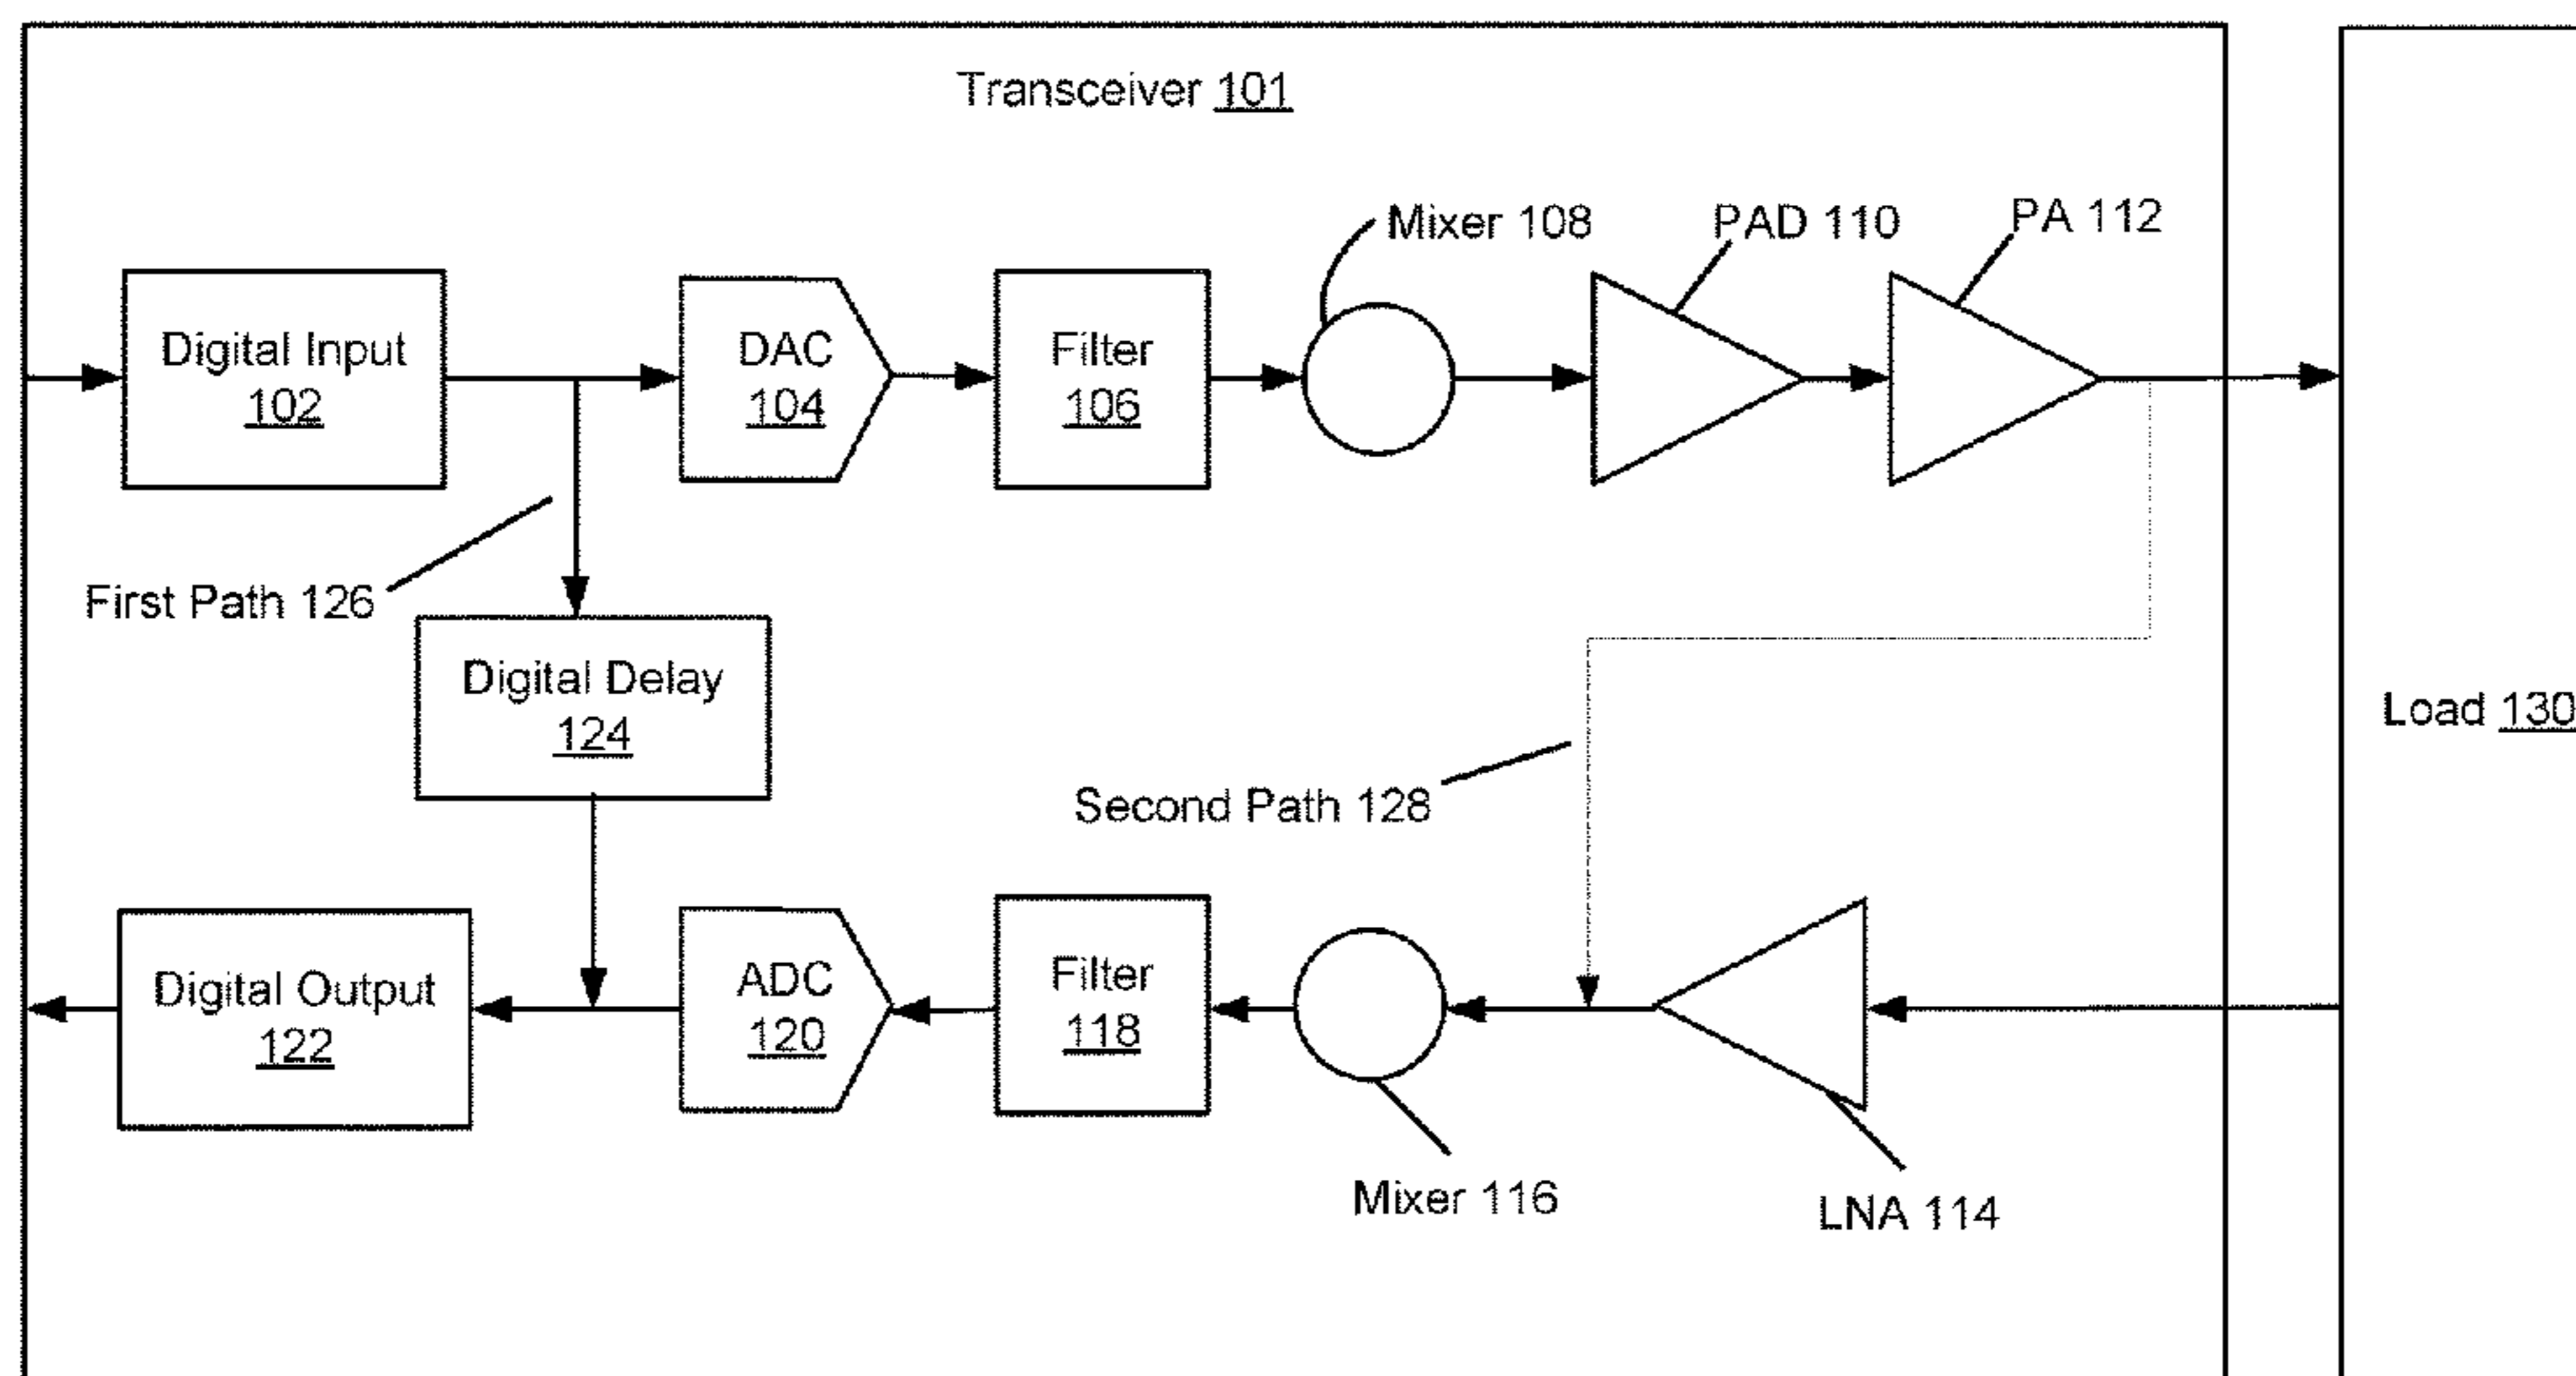 Transceiver 101
Mixer 108
PAD 110
PA 112
Digital Input
102
DAC
104
Filter
106
First Path 126
Digital Delay
124
Second Path 128
Load 130
Digital Output
122
ADC
120
Filter
118
Mixer 116
LNA 114